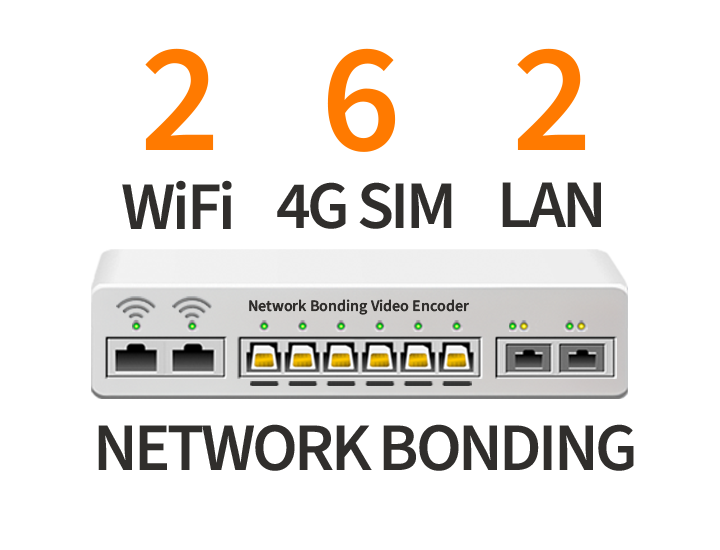 2 6 2
WiFi 4G SIM LAN
Network Bonding Video Encoder
NETWORK BONDING